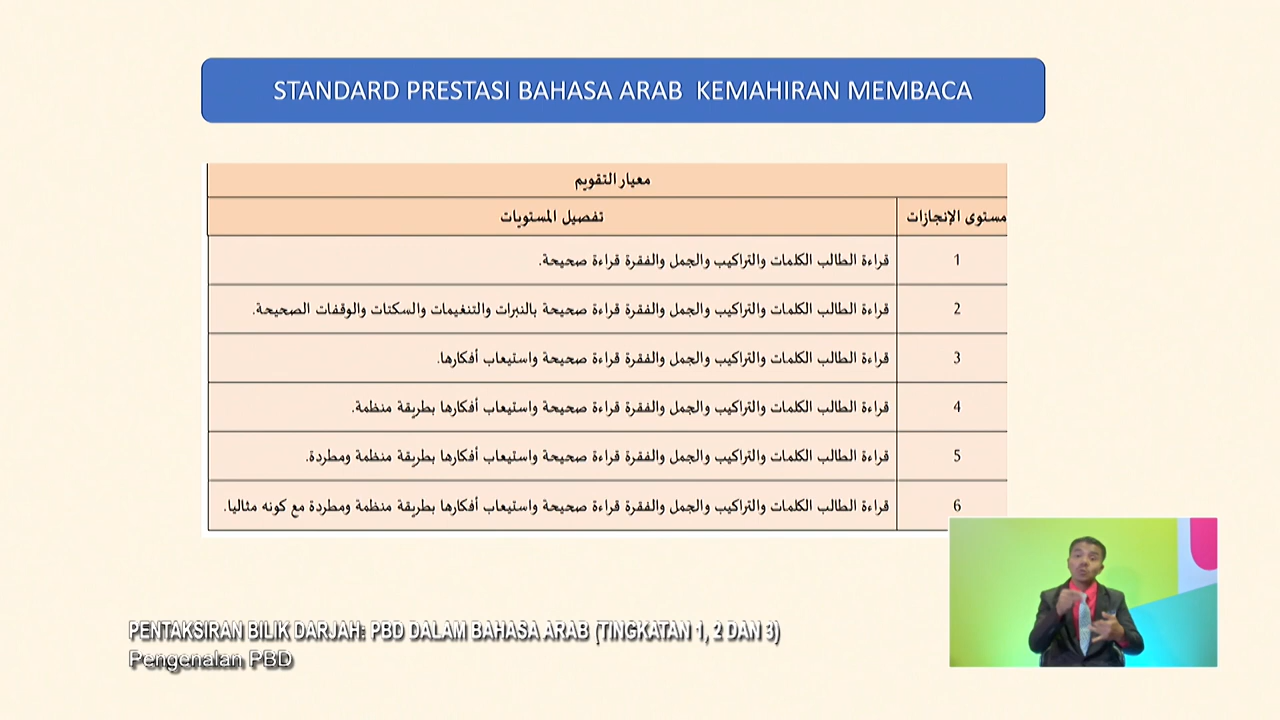 STANDARD PRESTASI BAHASA ARAB KEMAHIRAN MEMBACA
معيار التقويم
مستوى الإنجازات تفصيل المستويات
1 قراءة الطالب الكلمات والتراكيب والجمل والفقرة قراءة صحيحة.
2 قراءة الطالب الكلمات والتراكيب والجمل والفقرة قراءة صحيحة بالنبرات والتنغيمات والسكتات والوقفات الصحيحة.
3 قراءة الطالب الكلمات والتراكيب والجمل والفقرة قراءة صحيحة واستيعاب أفكارها.
4 قراءة الطالب الكلمات والتراكيب والجمل والفقرة قراءة صحيحة واستيعاب أفكارها بطريقة منظمة.
5 قراءة الطالب الكلمات والتراكيب والجمل والفقرة قراءة صحيحة واستيعاب أفكارها بطريقة منظمة ومطردة.
6 قراءة الطالب الكلمات والتراكيب والجمل والفقرة قراءة صحيحة واستيعاب أفكارها بطريقة منظمة ومطردة مع كونه مثاليا.
PENTAKSIRAN BILIK DARJAH: PBD DALAM BAHASA ARAB (TINGKATAN 1, 2 DAN 3)
Pengenalan PBD